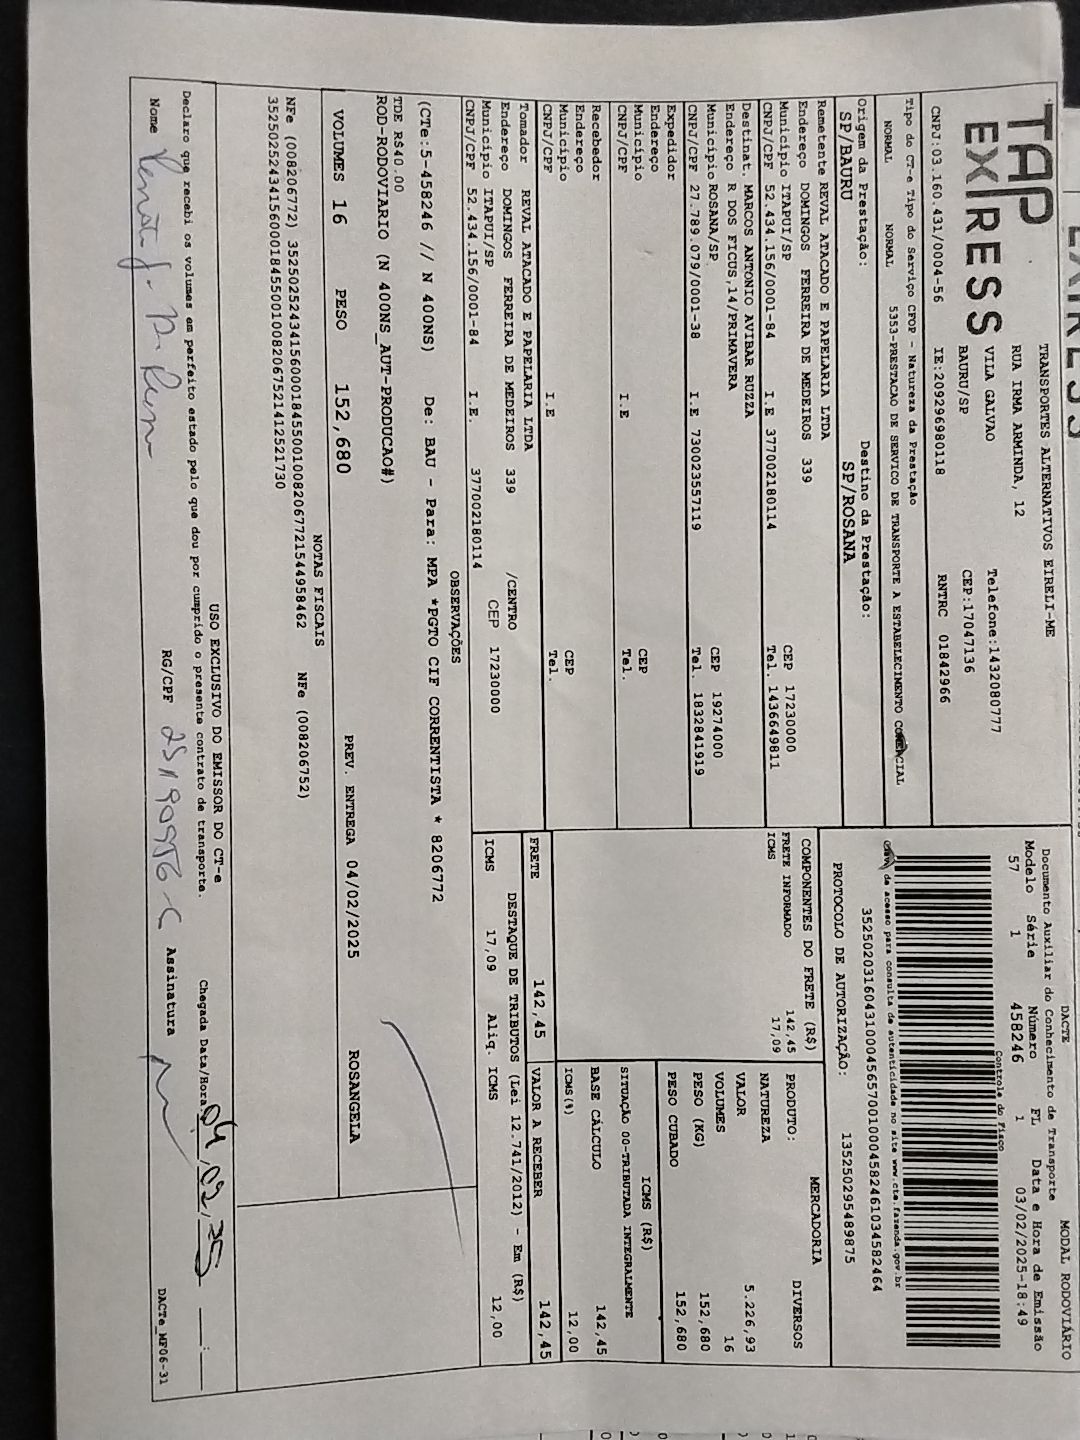 TAP EXPRESS
TRANSPORTES ALTERNATIVOS EIRELI-ME
RUA IRMA ARMINDA, 12
VILA GALVAO Telefone:1432080777
BAURU/SP CEP:17047136
CNPJ:03.160.431/0004-56 IE:209296980118 RNTRC 01842966
DACTE MODAL RODOVIÁRIO
Documento Auxiliar do Conhecimento de Transporte
Modelo Série Número FL Data e Hora de Emissão
57 1 458246 1 03/02/2025-18:49
Controle do Fisco
Tipo do CT-e Tipo do Serviço CFOP - Natureza da Prestação
NORMAL NORMAL 5353-PRESTACAO DE SERVICO DE TRANSPORTE A ESTABELECIMENTO COMERCIAL
de acesso para consulta de autenticidade no site www.cte.fazenda.gov.br
35250203160431000456570010004582461034582464
PROTOCOLO DE AUTORIZAÇÃO: 135250295489875
Origem da Prestação: Destino da Prestação:
SP/BAURU SP/ROSANA
Remetente REVAL ATACADO E PAPELARIA LTDA
Endereço DOMINGOS FERREIRA DE MEDEIROS 339
Município ITAPUI/SP CEP 17230000
CNPJ/CPF 52.434.156/0001-84 I.E 377002180114 Tel. 1436649811
Destinat. MARCOS ANTONIO AVIBAR RUZZA
Endereço R DOS FICUS,14/PRIMAVERA
Município ROSANA/SP CEP 19274000
CNPJ/CPF 27.789.079/0001-38 I.E 730023557119 Tel. 1832841919
Expedidor
Endereço
Município CEP
CNPJ/CPF I.E Tel.
Recebedor
Endereço
Município CEP
CNPJ/CPF I.E Tel.
Tomador REVAL ATACADO E PAPELARIA LTDA
Endereço DOMINGOS FERREIRA DE MEDEIROS 339 /CENTRO
Município ITAPUI/SP CEP 17230000
CNPJ/CPF 52.434.156/0001-84 I.E. 377002180114
COMPONENTES DO FRETE (R$)
FRETE INFORMADO 142,45
ICMS 17,09
MERCADORIA
PRODUTO: DIVERSOS
NATUREZA
VALOR 5.226,93
VOLUMES 16
PESO (KG) 152,680
PESO CUBADO 152,680
ICMS (R$)
SITUAÇÃO 00-TRIBUTADA INTEGRALMENTE
BASE CÁLCULO 142,45
ICMS(%) 12,00
FRETE 142,45 VALOR A RECEBER 142,45
DESTAQUE DE TRIBUTOS (Lei 12.741/2012) - Em (R$)
ICMS 17,09 Aliq. ICMS 12,00
OBSERVAÇÕES
(CTe:5-458246 // N 400NS) De: BAU - Para: MPA *PGTO CIF CORRENTISTA * 8206772
TDE R$40.00
ROD-RODOVIARIO (N 400NS_AUT-PRODUCAO#)
VOLUMES 16 PESO 152,680 PREV. ENTREGA 04/02/2025 ROSANGELA
NOTAS FISCAIS
NFe (008206772) 35250252434156000184550010082067721544958462 NFe (008206752)
35250252434156000184550010082067521412521730
USO EXCLUSIVO DO EMISSOR DO CT-e
Declaro que recebi os volumes em perfeito estado pelo que dou por cumprido o presente contrato de transporte.
Chegada Data/Hora 04/02/25 __:__
Nome RG/CPF Assinatura
DACTe_MF06-31